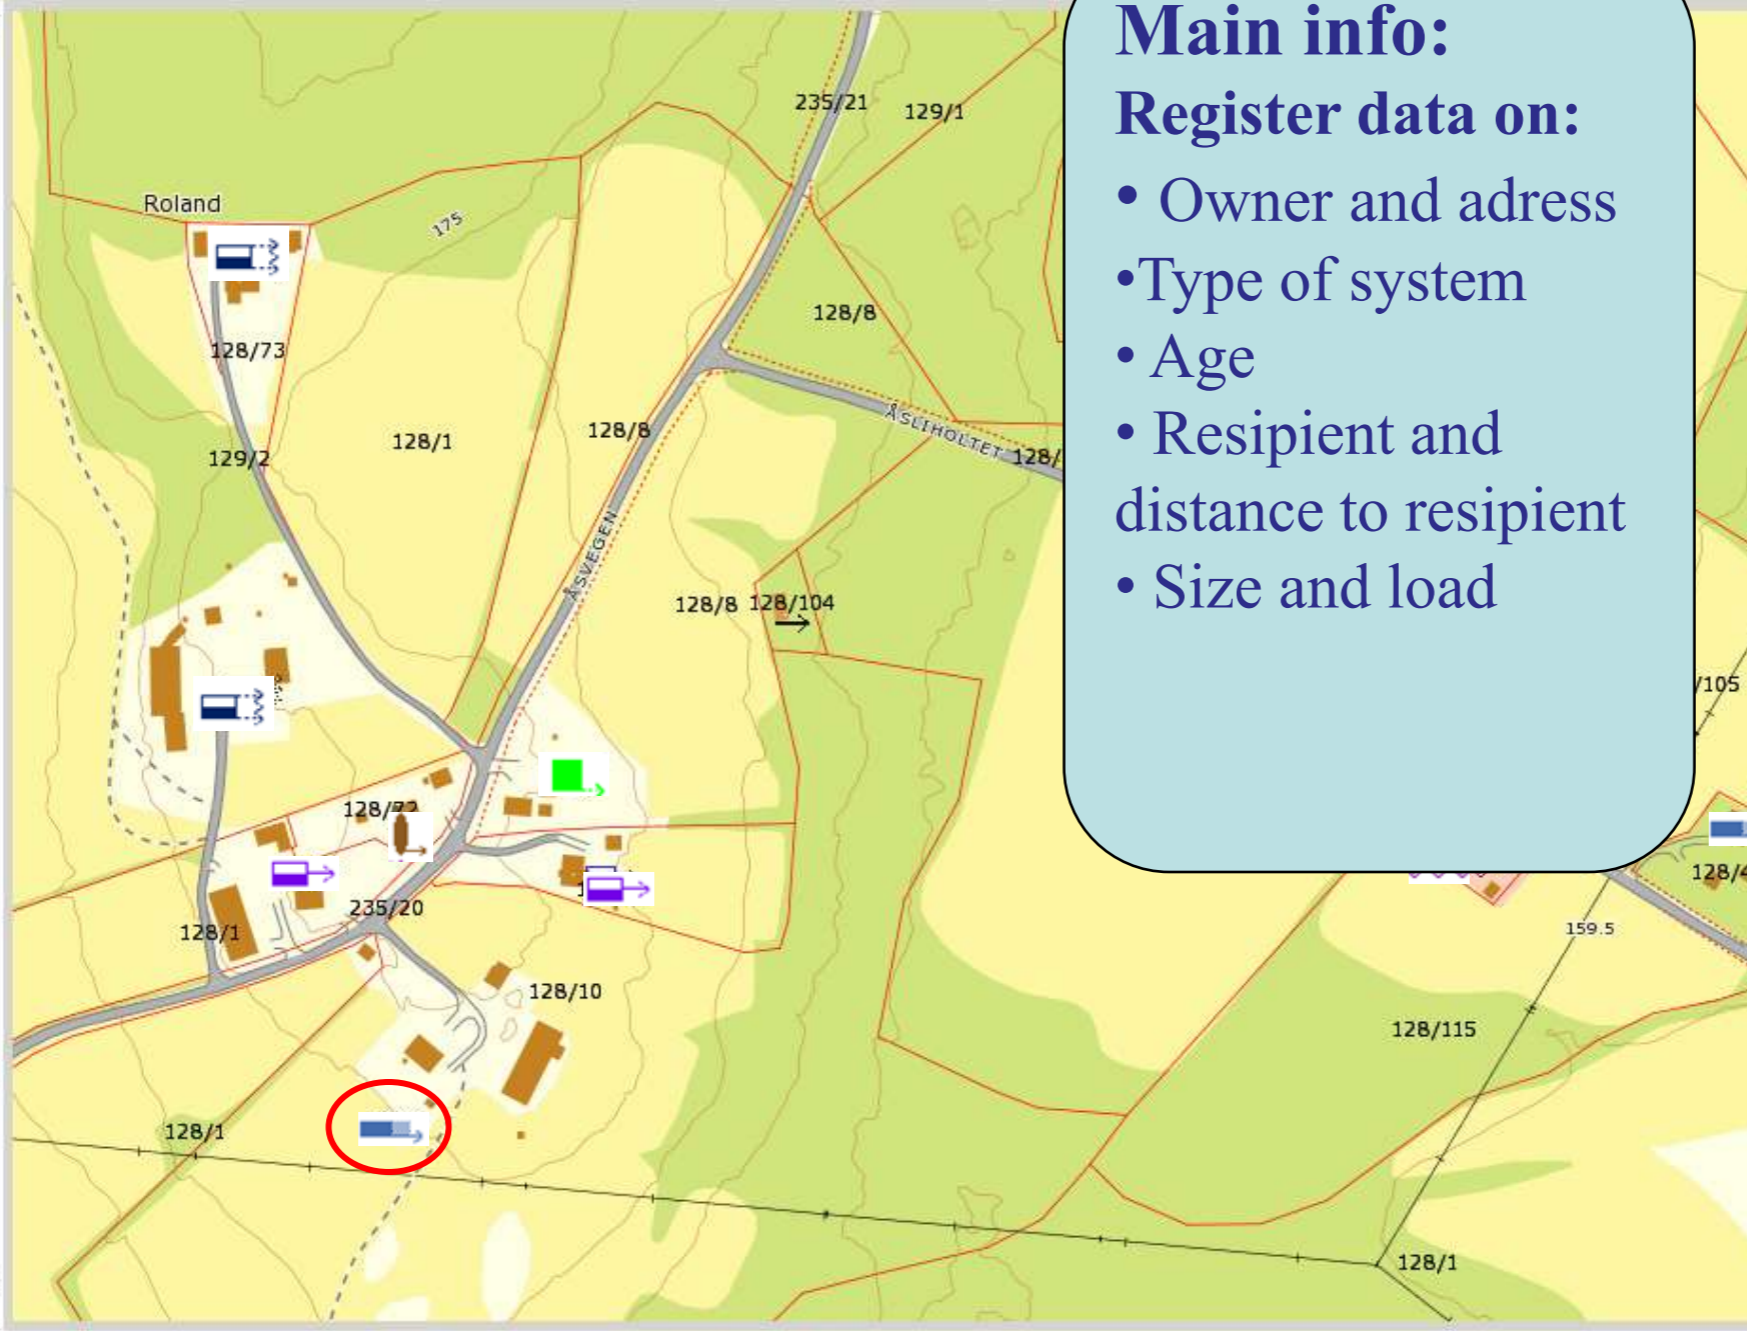 Main info:
Register data on:
• Owner and adress
•Type of system
• Age
• Resipient and
distance to resipient
• Size and load
235/21
129/1
Roland
175
128/73
128/8
128/1
128/8
129/2
ÅSLIHOLTET
128/
ÅSVEGEN
128/8
128/104
/105
128/72
235/20
128/1
128/4
159.5
128/10
128/115
128/1
128/1